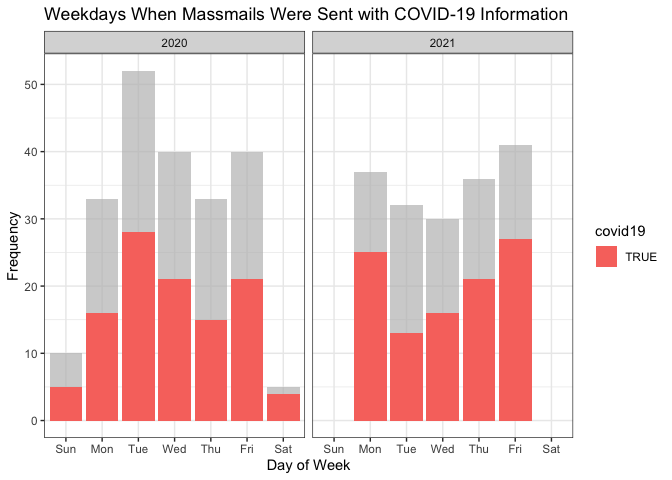 Weekdays When Massmails Were Sent with COVID-19 Information
2020 2021
50
40
30
20
10
0
Frequency
Sun Mon Tue Wed Thu Fri Sat Sun Mon Tue Wed Thu Fri Sat
Day of Week
covid19
TRUE